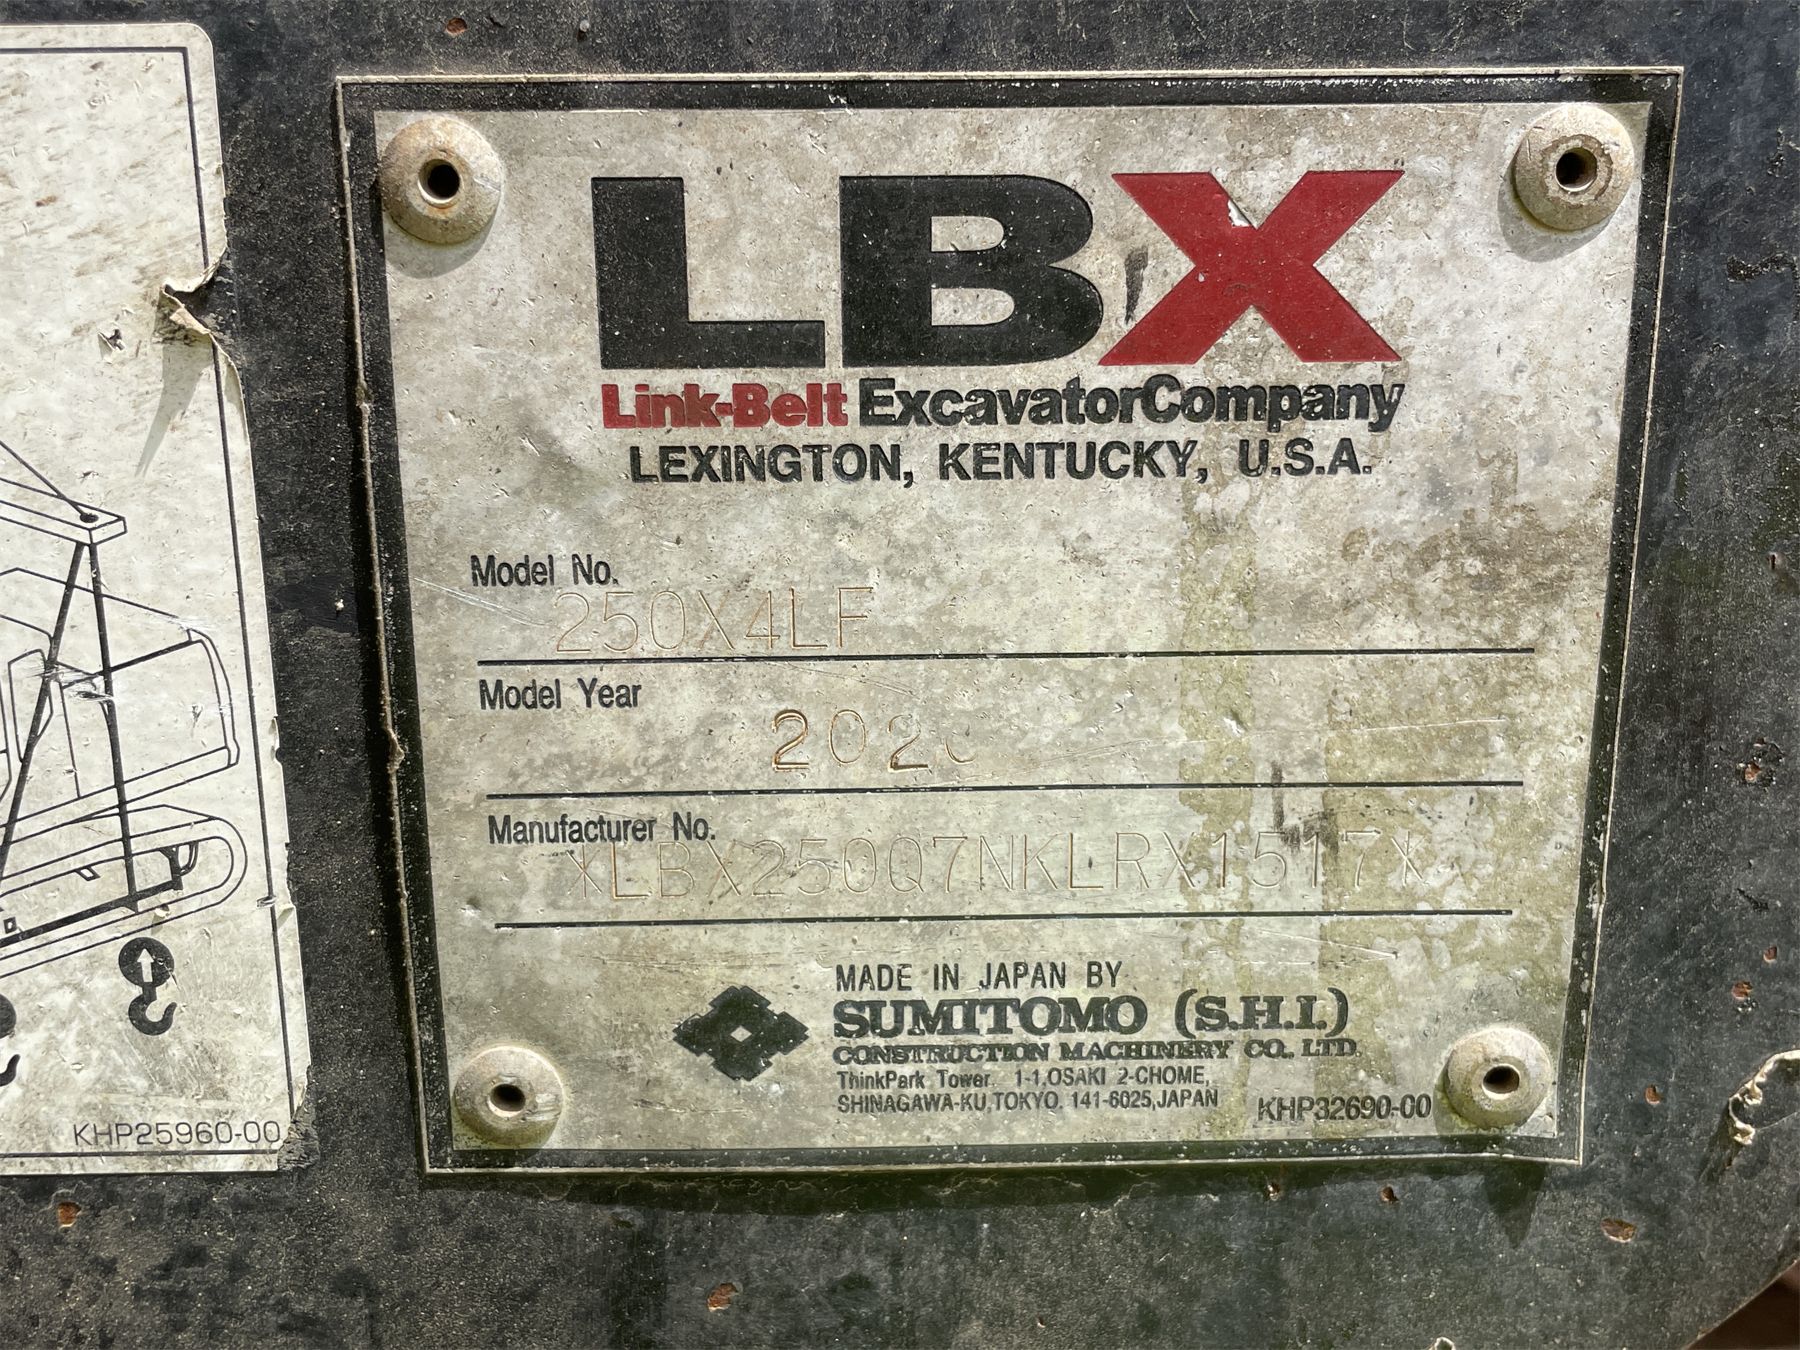 LBX
Link-Belt ExcavatorCompany
LEXINGTON, KENTUCKY, U.S.A.
Model No.
250X4LF
Model Year
2020
Manufacturer No.
*LBX250Q7NKLRX1517*
MADE IN JAPAN BY
SUMITOMO (S.H.I.)
CONSTRUCTION MACHINERY CO. LTD.
ThinkPark Tower. 1-1,OSAKI 2-CHOME,
SHINAGAWA-KU,TOKYO. 141-6025,JAPAN
KHP32690-00
KHP25960-00